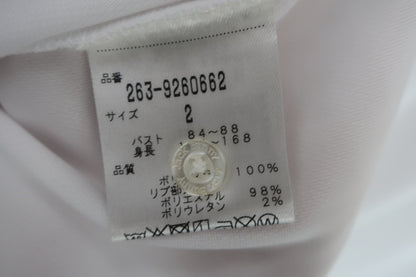 品番
263-9260662
サイズ
2
バスト 84~88
身長 ~168
品質
100%
リブ部 98%
ポリエステル
ポリウレタン 2%